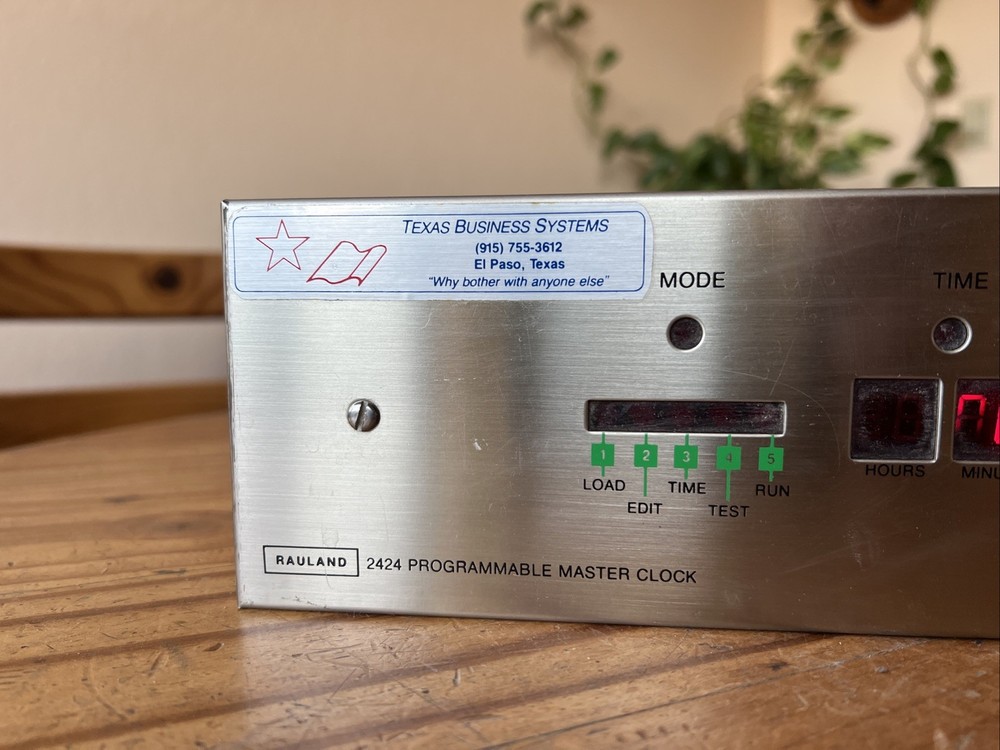 TEXAS BUSINESS SYSTEMS
(915) 755-3612
El Paso, Texas
"Why bother with anyone else"
MODE
TIME
1 2 3 4 5
LOAD
EDIT
TIME
TEST
RUN
HOURS
MINU
RAULAND 2424 PROGRAMMABLE MASTER CLOCK